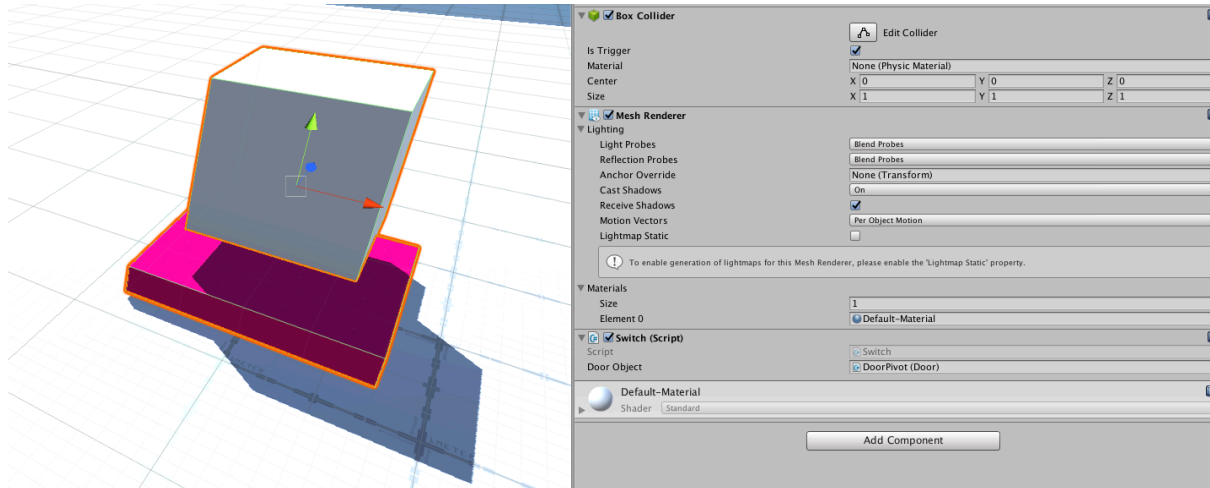 Box Collider
Edit Collider
Is Trigger
Material None (Physic Material)
Center X 0 Y 0 Z 0
Size X 1 Y 1 Z 1
Mesh Renderer
Lighting
Light Probes Blend Probes
Reflection Probes Blend Probes
Anchor Override None (Transform)
Cast Shadows On
Receive Shadows
Motion Vectors Per Object Motion
Lightmap Static
To enable generation of lightmaps for this Mesh Renderer, please enable the 'Lightmap Static' property.
Materials
Size 1
Element 0 Default-Material
Switch (Script)
Script Switch
Door Object DoorPivot (Door)
Default-Material
Shader Standard
Add Component